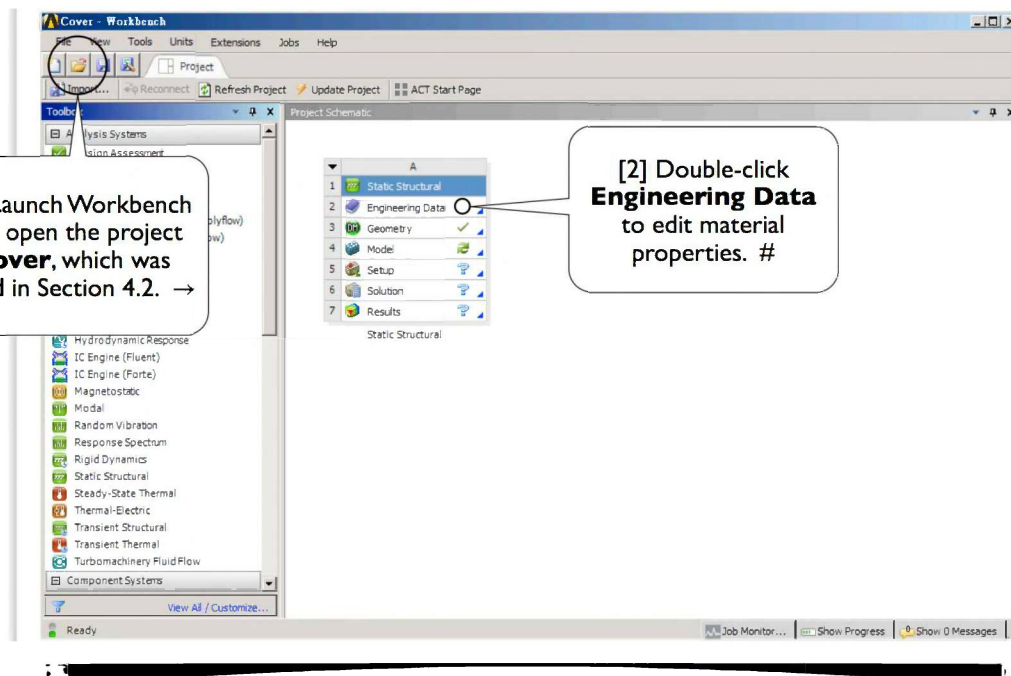 Cover - Workbench
File View Tools Units Extensions Jobs Help
Project
Import... Reconnect Refresh Project Update Project ACT Start Page
Toolbox
Project Schematic
Analysis Systems
Assessment
aunch Workbench
open the project
over, which was
d in Section 4.2. →
olyflow)
ow)
Hydrodynamic Response
IC Engine (Fluent)
IC Engine (Forte)
Magnetostatic
Modal
Random Vibration
Response Spectrum
Rigid Dynamics
Static Structural
Steady-State Thermal
Thermal-Electric
Transient Structural
Transient Thermal
Turbomachinery Fluid Flow
Component Systems
View All / Customize...
A
1 Static Structural
2 Engineering Data
3 Geometry
4 Model
5 Setup
6 Solution
7 Results
Static Structural
[2] Double-click
Engineering Data
to edit material
properties. #
Ready
Job Monitor... Show Progress Show 0 Messages